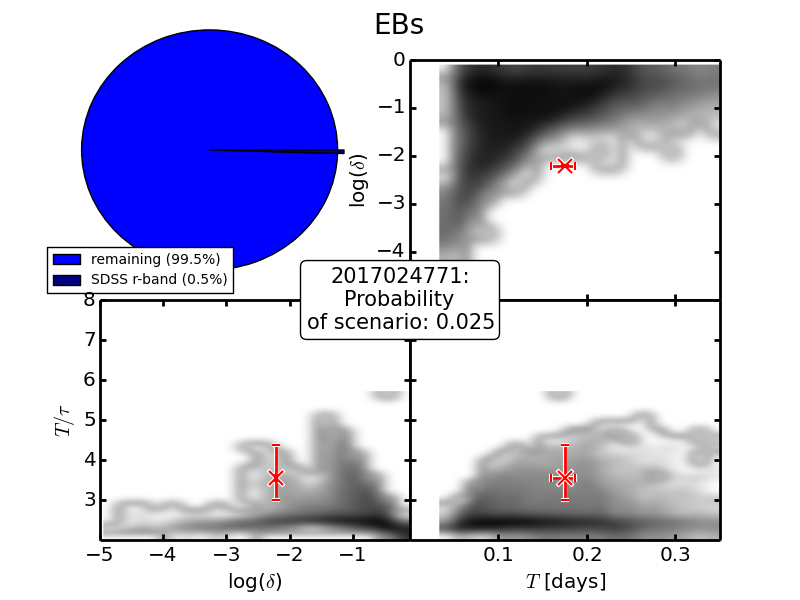 EBs
remaining (99.5%)
SDSS r-band (0.5%)
0
−1
−2
−3
−4
log(δ)
2017024771:
Probability
of scenario: 0.025
8
7
6
5
4
3
T/τ
−5 −4 −3 −2 −1
log(δ)
0.1 0.2 0.3
T [days]